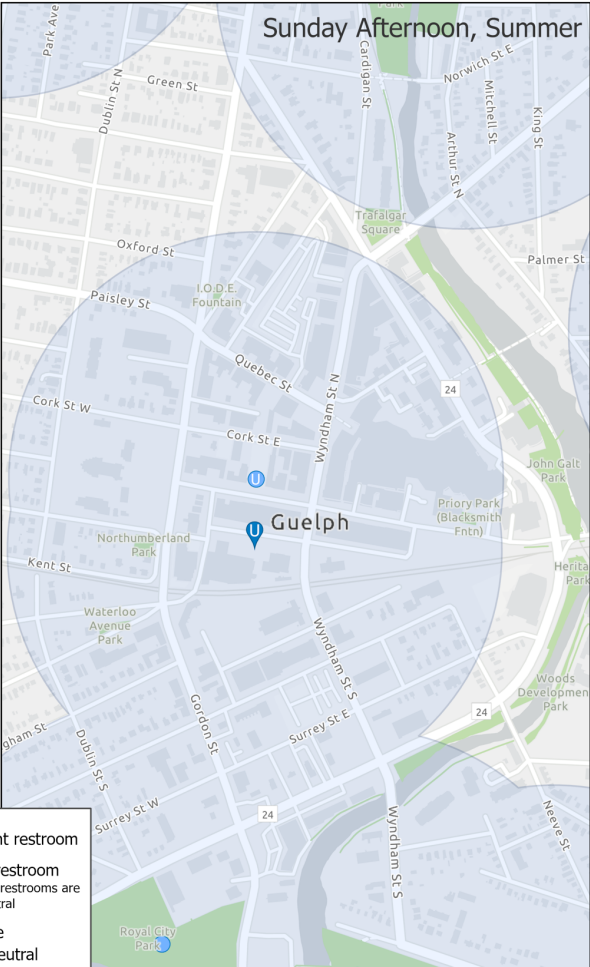 Sunday Afternoon, Summer
Park
Park Ave
Dublin St N
Green St
Cardigan St
Norwich St E
Mitchell St
King St
Arthur St N
Trafalgar
Square
Oxford St
Palmer St
I.O.D.E.
Fountain
Paisley St
Quebec St
Wyndham St N
24
Cork St W
Cork St E
John Galt
Park
U
Priory Park
(Blacksmith
Fntn)
U
Guelph
Northumberland
Park
Kent St
Herita
Park
Waterloo
Avenue
Park
Wyndham St S
Woods
Developmen
Park
Gordon St
24
Surrey St E
gham St
Dublin St S
Surrey St W
24
Wyndham St S
Neeve St
nt restroom
restroom
restrooms are
tral
e
eutral
Royal City
Park